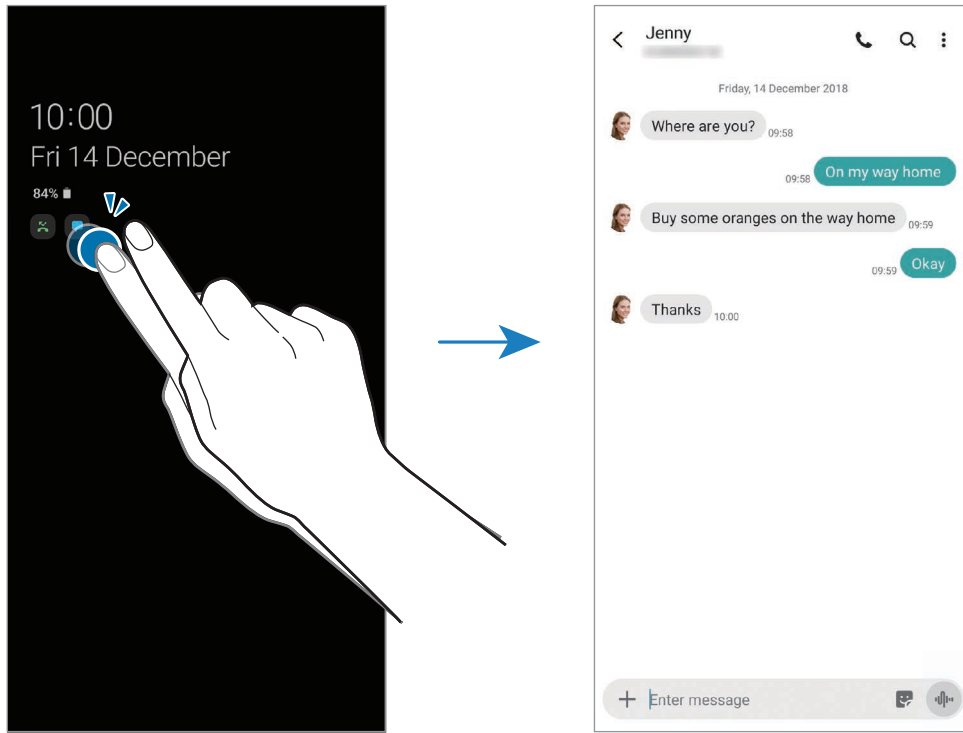 10:00
Fri 14 December
84%
Jenny
Friday, 14 December 2018
Where are you? 09:58
09:58 On my way home
Buy some oranges on the way home 09:59
09:59 Okay
Thanks 10:00
Enter message